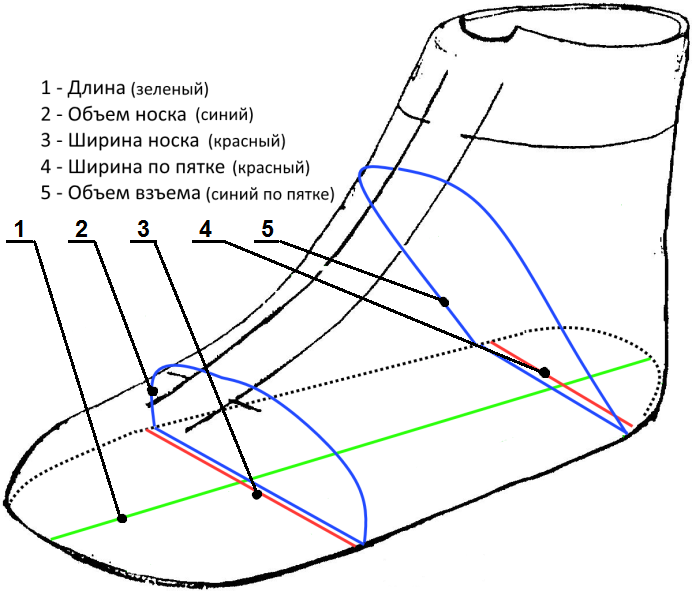 1 - Длина (зеленый)
2 - Объем носка (синий)
3 - Ширина носка (красный)
4 - Ширина по пятке (красный)
5 - Объем взъема (синий по пятке)
1 2 3 4 5